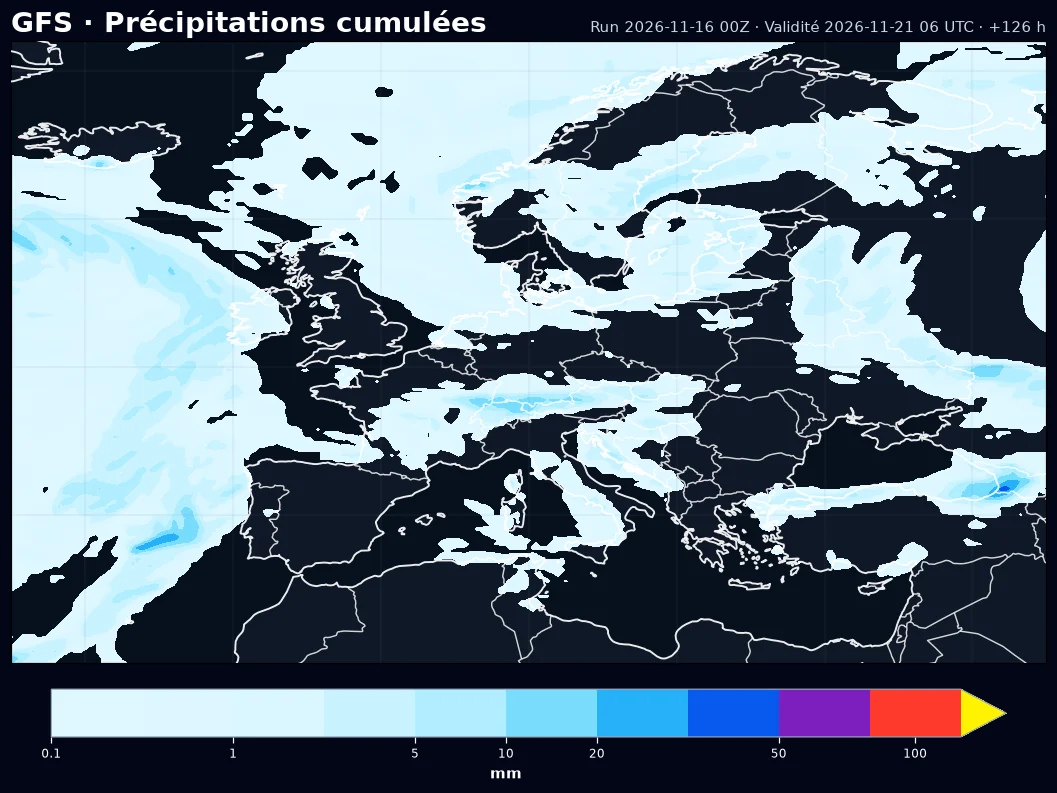 GFS · Précipitations cumulées
Run 2026-11-16 00Z · Validité 2026-11-21 06 UTC · +126 h
0.1 1 5 10 20 50 100
mm